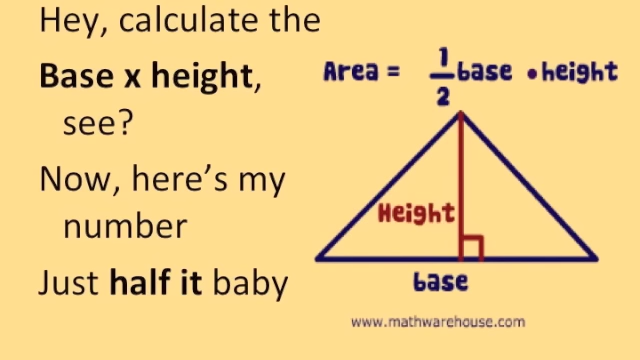 Hey, calculate the
Base x height,
see?
Now, here's my
number
Just half it baby
Area = 1/2 base • height
Height
base
www.mathwarehouse.com